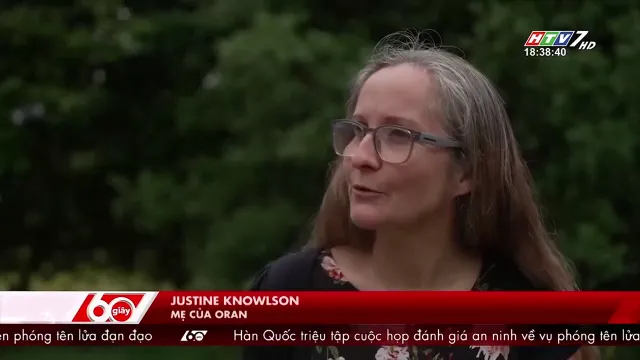 HTV7 HD
18:38:40
60 giây
JUSTINE KNOWLSON
MẸ CỦA ORAN
phóng tên lửa đạn đạo 60 Hàn Quốc triệu tập cuộc họp đánh giá an ninh về vụ phóng tên lửa